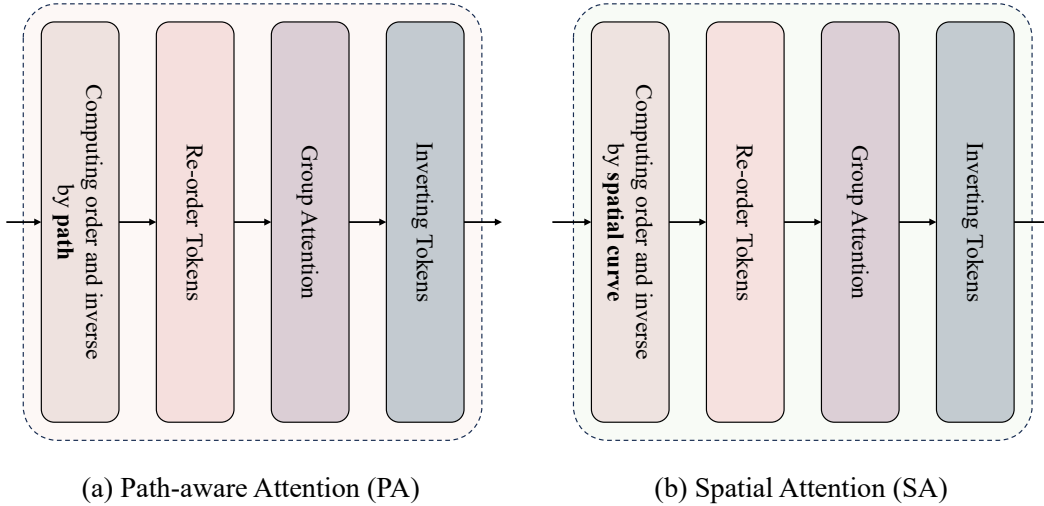 Computing order and inverse
by path
Re-order Tokens
Group Attention
Inverting Tokens
(a) Path-aware Attention (PA)
Computing order and inverse
by spatial curve
Re-order Tokens
Group Attention
Inverting Tokens
(b) Spatial Attention (SA)